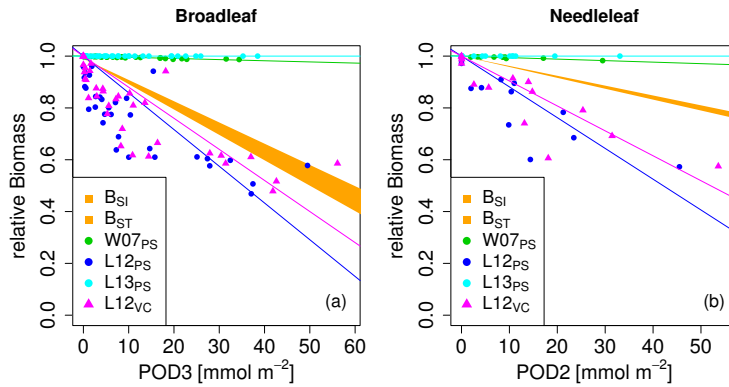 Broadleaf
relative Biomass
1.0
0.8
0.6
0.4
0.2
0.0
B_SI
B_ST
W07_PS
L12_PS
L13_PS
L12_VC
(a)
0 10 20 30 40 50 60
POD3 [mmol m⁻²]
Needleleaf
relative Biomass
1.0
0.8
0.6
0.4
0.2
0.0
B_SI
B_ST
W07_PS
L12_PS
L13_PS
L12_VC
(b)
0 10 20 30 40 50
POD2 [mmol m⁻²]